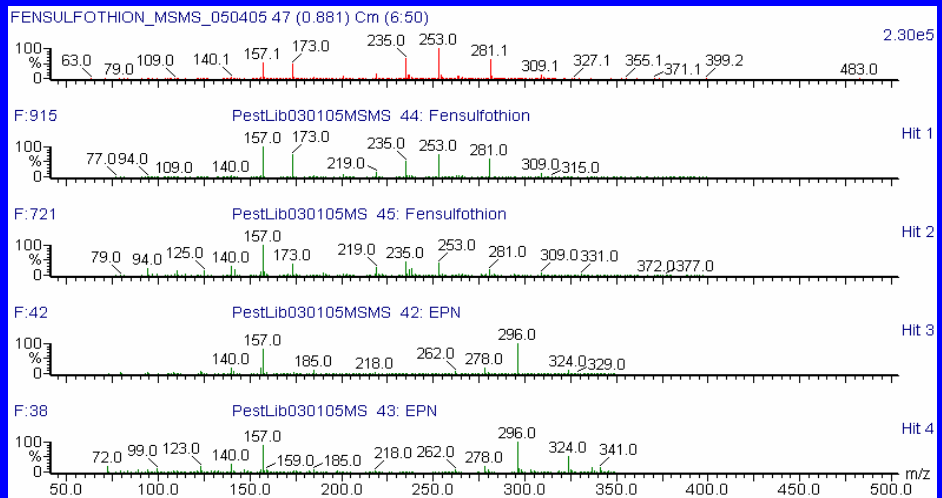 FENSULFOTHION_MSMS_050405 47 (0.881) Cm (6:50)
2.30e5
100
%
0
63.0 79.0 109.0 140.1 157.1 173.0 235.0 253.0 281.1 309.1 327.1 355.1 371.1 399.2 483.0
F:915 PestLib030105MSMS 44: Fensulfothion
Hit 1
100
%
0
77.0 94.0 109.0 140.0 157.0 173.0 219.0 235.0 253.0 281.0 309.0 315.0
F:721 PestLib030105MS 45: Fensulfothion
Hit 2
100
%
0
79.0 94.0 125.0 140.0 157.0 173.0 219.0 235.0 253.0 281.0 309.0 331.0 372.0 377.0
F:42 PestLib030105MSMS 42: EPN
Hit 3
100
%
0
140.0 157.0 185.0 218.0 262.0 278.0 296.0 324.0 329.0
F:38 PestLib030105MS 43: EPN
Hit 4
100
%
0
72.0 99.0 123.0 140.0 157.0 159.0 185.0 218.0 262.0 278.0 296.0 324.0 341.0
m/z
50.0 100.0 150.0 200.0 250.0 300.0 350.0 400.0 450.0 500.0